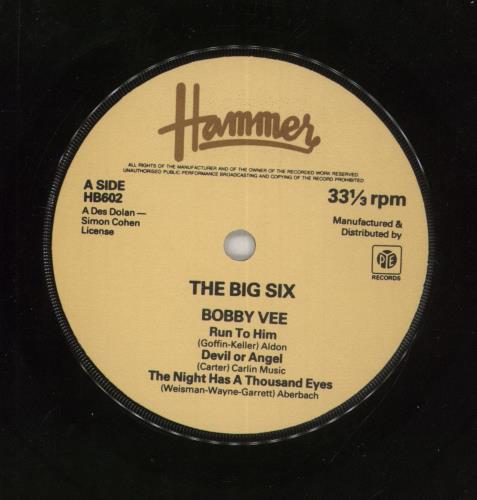 Hammer
ALL RIGHTS OF THE MANUFACTURER AND OF THE OWNER OF THE RECORDED WORK RESERVED
UNAUTHORISED PUBLIC PERFORMANCE BROADCASTING AND COPYING OF THE RECORD PROHIBITED
A SIDE
HB602
A Des Dolan —
Simon Cohen
License
33⅓ rpm
Manufactured &
Distributed by
PYE
RECORDS
THE BIG SIX
BOBBY VEE
Run To Him
(Goffin-Keller) Aldon
Devil or Angel
(Carter) Carlin Music
The Night Has A Thousand Eyes
(Weisman-Wayne-Garrett) Aberbach